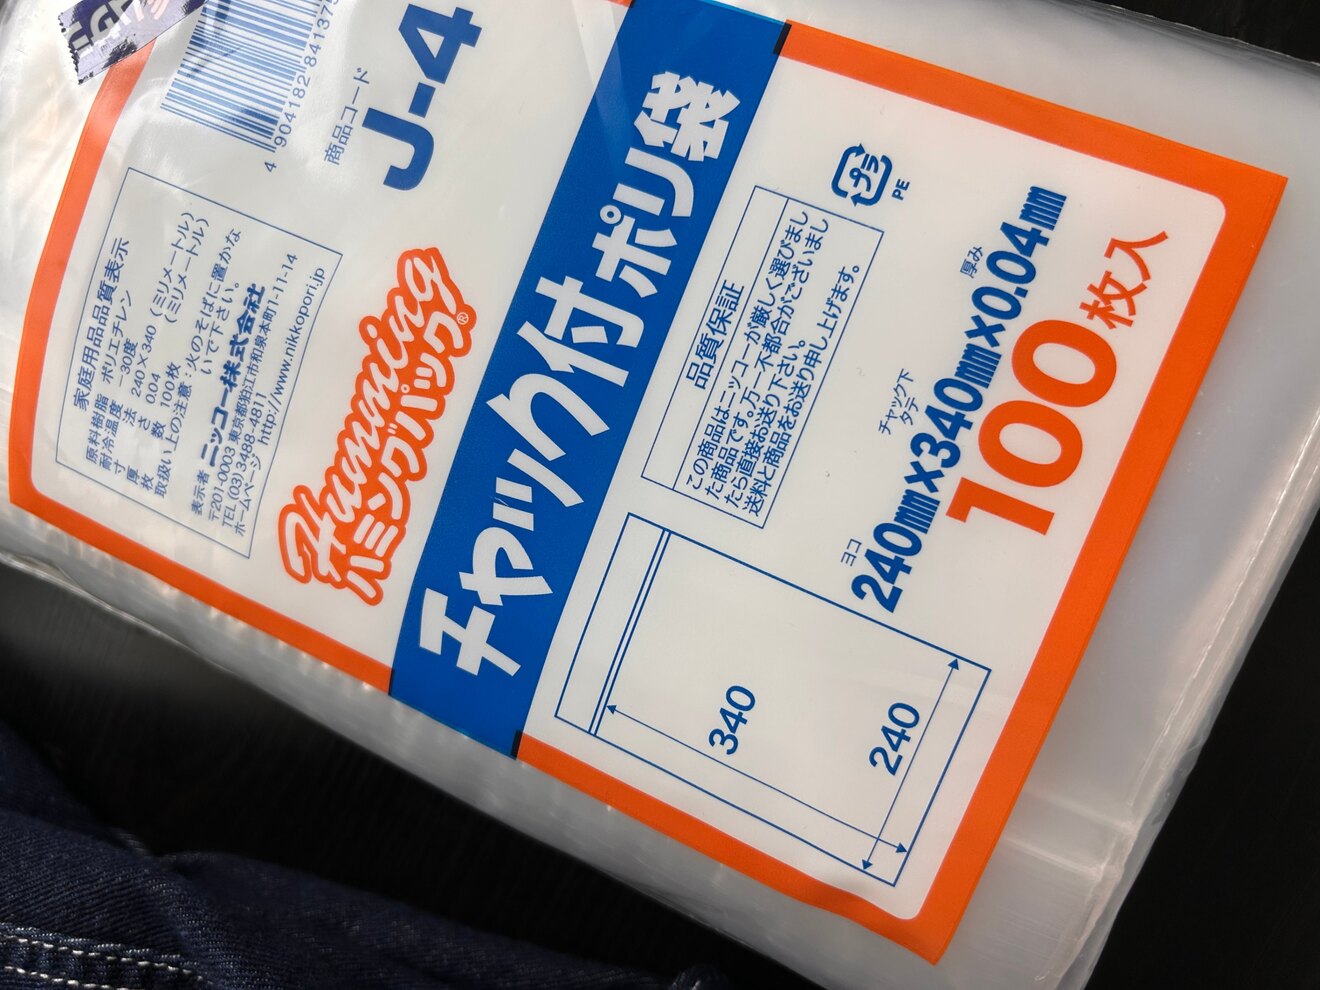 家庭用品品質表示
原料樹脂 ポリエチレン
耐冷温度 −30度
寸法 240×340 (ミリメートル)
厚さ 0.04 (ミリメートル)
枚数 100枚
取扱い上の注意:火のそばに置かな
いで下さい。
表示者 ニッコー株式会社
〒201-0003 東京都狛江市和泉本町1-11-14
TEL (03)3488-4811
ホームページ http://www.nikkopori.jp
4 904182 84137
商品コード
J-4
Humming
ハミングパック®
チャック付ポリ袋
品質保証
この商品はニッコーが厳しく選びまし
た商品です。万に一不都合がございまし
たら直接お送り下さい。
送料と商品をお送り申し上げます。
プラ
PE
340
240
ヨコ チャック下タテ 厚み
240mm×340mm×0.04mm
100枚入